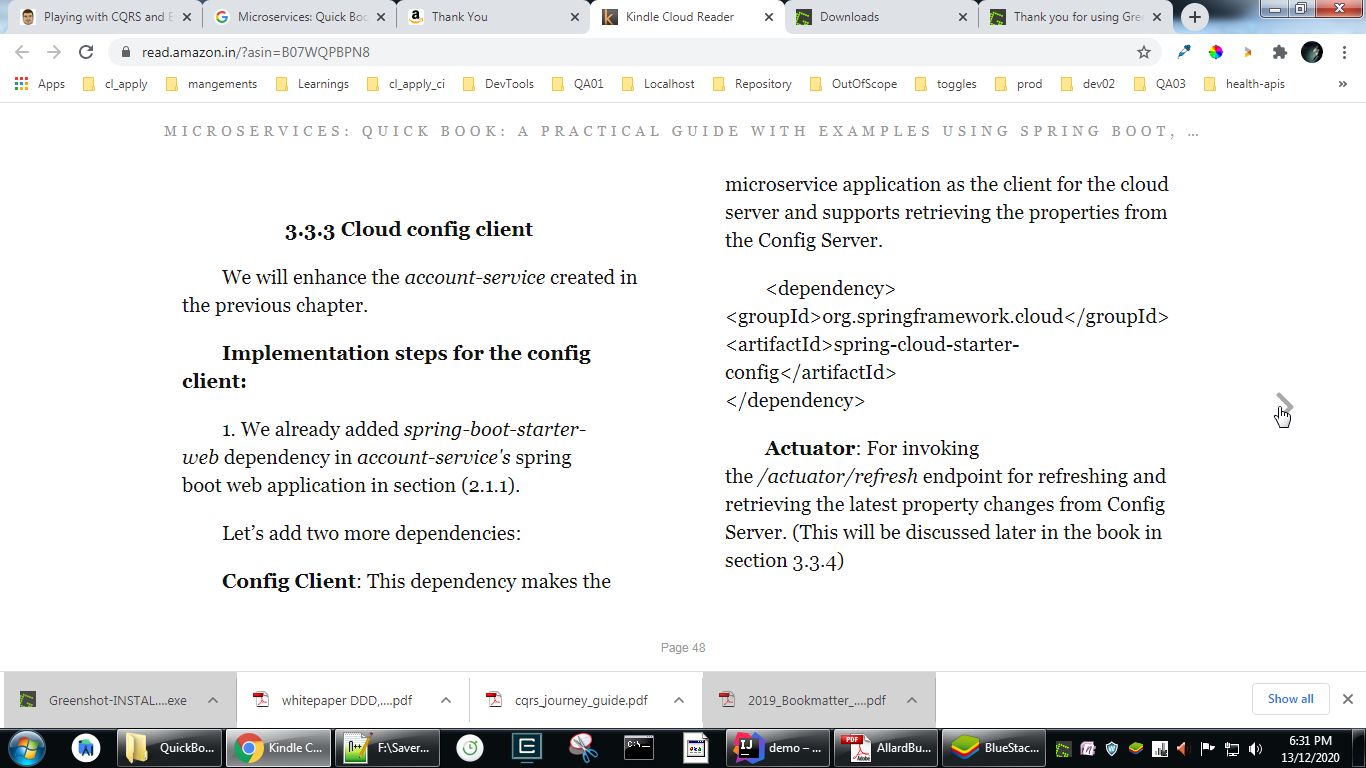 Playing with CQRS and E
Microservices: Quick Boo
Thank You
Kindle Cloud Reader
Downloads
Thank you for using Gre
read.amazon.in/?asin=B07WQPBPN8
Apps
cl_apply
mangements
Learnings
cl_apply_ci
DevTools
QA01
Localhost
Repository
OutOfScope
toggles
prod
dev02
QA03
health-apis
»
MICROSERVICES: QUICK BOOK: A PRACTICAL GUIDE WITH EXAMPLES USING SPRING BOOT, …
3.3.3 Cloud config client
We will enhance the account-service created in
the previous chapter.
Implementation steps for the config
client:
1. We already added spring-boot-starter-
web dependency in account-service's spring
boot web application in section (2.1.1).
Let’s add two more dependencies:
Config Client: This dependency makes the
microservice application as the client for the cloud
server and supports retrieving the properties from
the Config Server.
<dependency>
<groupId>org.springframework.cloud</groupId>
<artifactId>spring-cloud-starter-
config</artifactId>
</dependency>
Actuator: For invoking
the /actuator/refresh endpoint for refreshing and
retrieving the latest property changes from Config
Server. (This will be discussed later in the book in
section 3.3.4)
Page 48
Greenshot-INSTAL....exe
whitepaper DDD,....pdf
cqrs_journey_guide.pdf
2019_Bookmatter_....pdf
Show all
QuickBo...
Kindle C...
F:\Saver...
C:\
demo – ...
AllardBu...
BlueStac...
6:31 PM
13/12/2020